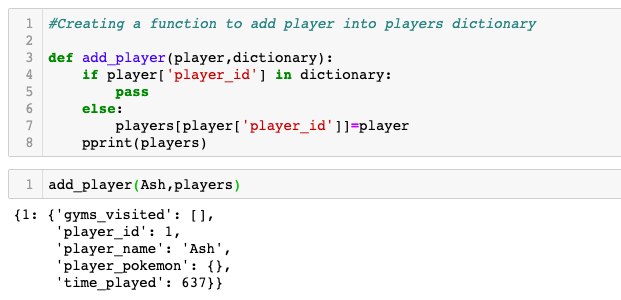 1 #Creating a function to add player into players dictionary
2
3 def add_player(player,dictionary):
4     if player['player_id'] in dictionary:
5         pass
6     else:
7         players[player['player_id']]=player
8     pprint(players)
1 add_player(Ash,players)
{1: {'gyms_visited': [],
     'player_id': 1,
     'player_name': 'Ash',
     'player_pokemon': {},
     'time_played': 637}}